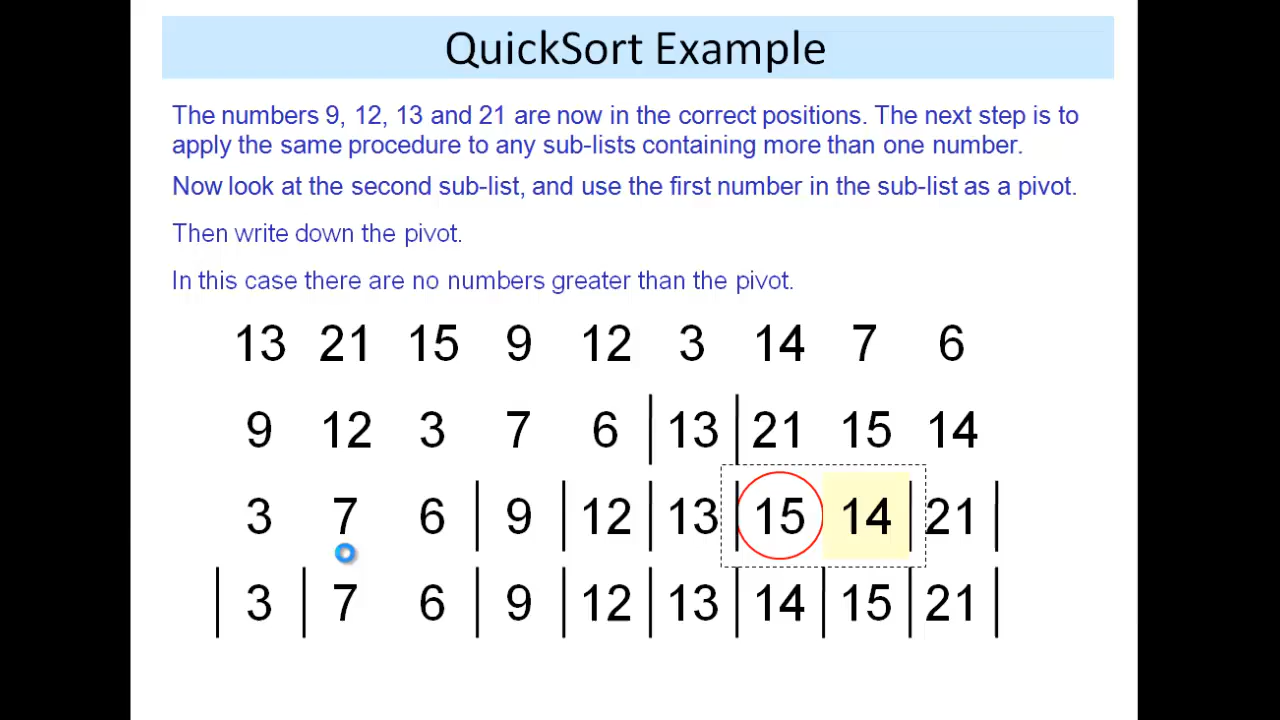 QuickSort Example
The numbers 9, 12, 13 and 21 are now in the correct positions. The next step is to
apply the same procedure to any sub-lists containing more than one number.
Now look at the second sub-list, and use the first number in the sub-list as a pivot.
Then write down the pivot.
In this case there are no numbers greater than the pivot.
13 21 15 9 12 3 14 7 6
9 12 3 7 6 | 13 | 21 15 14
3 7 6 | 9 | 12 | 13 | 15 14 | 21 |
| 3 | 7 6 | 9 | 12 | 13 | 14 | 15 | 21 |